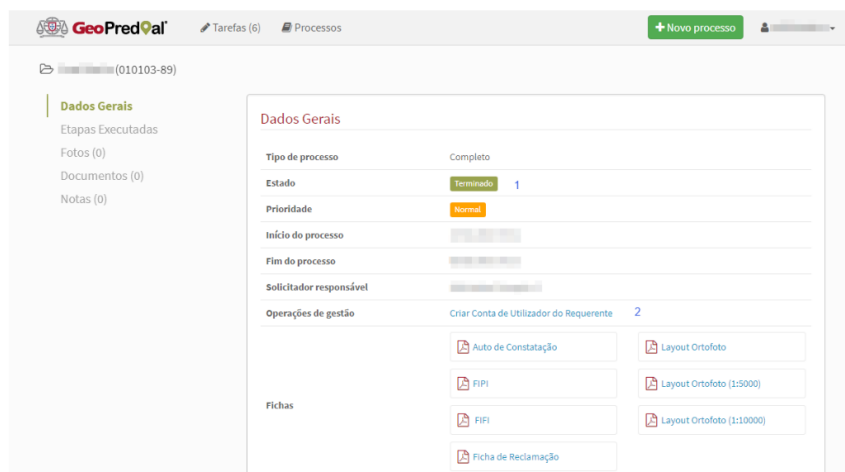 GeoPredVal Tarefas (6) Processos Novo processo
(010103-89)
Dados Gerais
Etapas Executadas
Fotos (0)
Documentos (0)
Notas (0)
Dados Gerais
Tipo de processo Completo
Estado Terminado 1
Prioridade Normal
Início do processo
Fim do processo
Solicitador responsável
Operações de gestão Criar Conta de Utilizador do Requerente 2
Fichas
Auto de Constatação Layout Ortofoto
FIPI Layout Ortofoto (1:5000)
FIFI Layout Ortofoto (1:10000)
Ficha de Reclamação